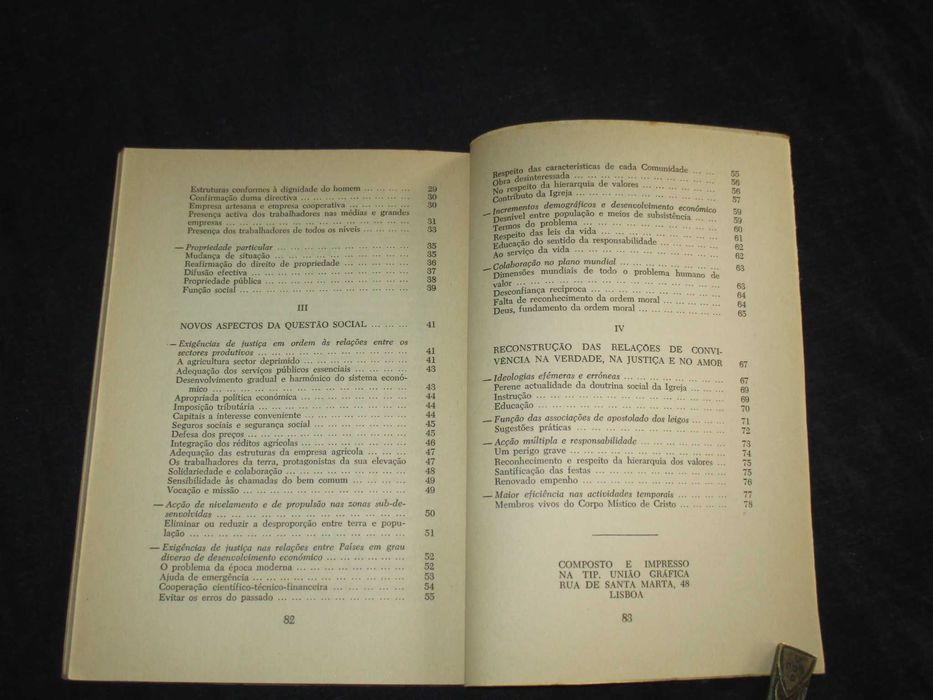 Estruturas conformes à dignidade do homem ... ... ... ... 29
Confirmação duma directiva ... ... ... ... ... ... ... ... 30
Empresa artesana e empresa cooperativa ... ... ... ... ... 30
Presença activa dos trabalhadores nas médias e grandes
empresas ... ... ... ... ... ... ... ... ... ... ... ... 31
Presença dos trabalhadores de todos os níveis ... ... ... 33
— Propriedade particular ... ... ... ... ... ... ... ... ... 35
Mudança de situação ... ... ... ... ... ... ... ... ... 35
Reafirmação do direito de propriedade ... ... ... ... ... 36
Difusão efectiva ... ... ... ... ... ... ... ... ... ... 37
Propriedade pública ... ... ... ... ... ... ... ... ... 38
Função social ... ... ... ... ... ... ... ... ... ... ... 39
III
NOVOS ASPECTOS DA QUESTÃO SOCIAL ... ... ... 41
— Exigências de justiça em ordem às relações entre os
sectores produtivos ... ... ... ... ... ... ... ... ... 41
A agricultura sector deprimido ... ... ... ... ... ... ... 41
Adequação dos serviços públicos essenciais ... ... ... ... 43
Desenvolvimento gradual e harmónico do sistema econó-
mico ... ... ... ... ... ... ... ... ... ... ... ... 43
Apropriada política económica ... ... ... ... ... ... ... 44
Imposição tributária ... ... ... ... ... ... ... ... ... 44
Capitais a interesse conveniente ... ... ... ... ... ... 44
Seguros sociais e segurança social ... ... ... ... ... ... 45
Defesa dos preços ... ... ... ... ... ... ... ... ... ... 45
Integração dos réditos agrícolas ... ... ... ... ... ... 46
Adequação das estruturas da empresa agrícola ... ... ... 47
Os trabalhadores da terra, protagonistas da sua elevação 47
Solidariedade e colaboração ... ... ... ... ... ... ... 48
Sensibilidade às chamadas do bem comum ... ... ... ... 49
Vocação e missão ... ... ... ... ... ... ... ... ... ... 49
— Acção de nivelamento e de propulsão nas zonas sub-de-
senvolvidas ... ... ... ... ... ... ... ... ... ... ... 50
Eliminar ou reduzir a desproporção entre terra e popu-
lação ... ... ... ... ... ... ... ... ... ... ... ... 51
— Exigências de justiça nas relações entre Países em grau
diverso de desenvolvimento económico ... ... ... ... ... 52
O problema da época moderna ... ... ... ... ... ... ... 52
Ajuda de emergência ... ... ... ... ... ... ... ... ... 53
Cooperação científico-técnico-financeira ... ... ... ... 54
Evitar os erros do passado ... ... ... ... ... ... ... ... 55
82
Respeito das características de cada Comunidade ... ... ... 55
Obra desinteressada ... ... ... ... ... ... ... ... ... 56
No respeito da hierarquia de valores ... ... ... ... ... 56
Contributo da Igreja ... ... ... ... ... ... ... ... ... 57
— Incrementos demográficos e desenvolvimento económico 59
Desnível entre população e meios de subsistência ... ... 59
Termos do problema ... ... ... ... ... ... ... ... ... 60
Respeito das leis da vida ... ... ... ... ... ... ... ... 61
Educação do sentido da responsabilidade ... ... ... ... 62
Ao serviço da vida ... ... ... ... ... ... ... ... ... 62
— Colaboração no plano mundial ... ... ... ... ... ... ... 63
Dimensões mundiais de todo o problema humano de
valor ... ... ... ... ... ... ... ... ... ... ... ... 63
Desconfiança recíproca ... ... ... ... ... ... ... ... 64
Falta de reconhecimento da ordem moral ... ... ... ... 64
Deus, fundamento da ordem moral ... ... ... ... ... ... 65
IV
RECONSTRUÇÃO DAS RELAÇÕES DE CONVI-
VÊNCIA NA VERDADE, NA JUSTIÇA E NO AMOR 67
— Ideologias efémeras e erróneas ... ... ... ... ... ... ... 67
Perene actualidade da doutrina social da Igreja ... ... ... 69
Instrução ... ... ... ... ... ... ... ... ... ... ... ... 69
Educação ... ... ... ... ... ... ... ... ... ... ... ... 70
— Função das associações de apostolado dos leigos ... ... ... 71
Sugestões práticas ... ... ... ... ... ... ... ... ... ... 72
— Acção múltipla e responsabilidade ... ... ... ... ... ... 73
Um perigo grave ... ... ... ... ... ... ... ... ... ... 74
Reconhecimento e respeito da hierarquia dos valores ... ... 75
Santificação das festas ... ... ... ... ... ... ... ... ... 75
Renovado empenho ... ... ... ... ... ... ... ... ... ... 76
— Maior eficiência nas actividades temporais ... ... ... ... 77
Membros vivos do Corpo Místico de Cristo ... ... ... ... 78
COMPOSTO E IMPRESSO
NA TIP. UNIÃO GRÁFICA
RUA DE SANTA MARTA, 48
LISBOA
83